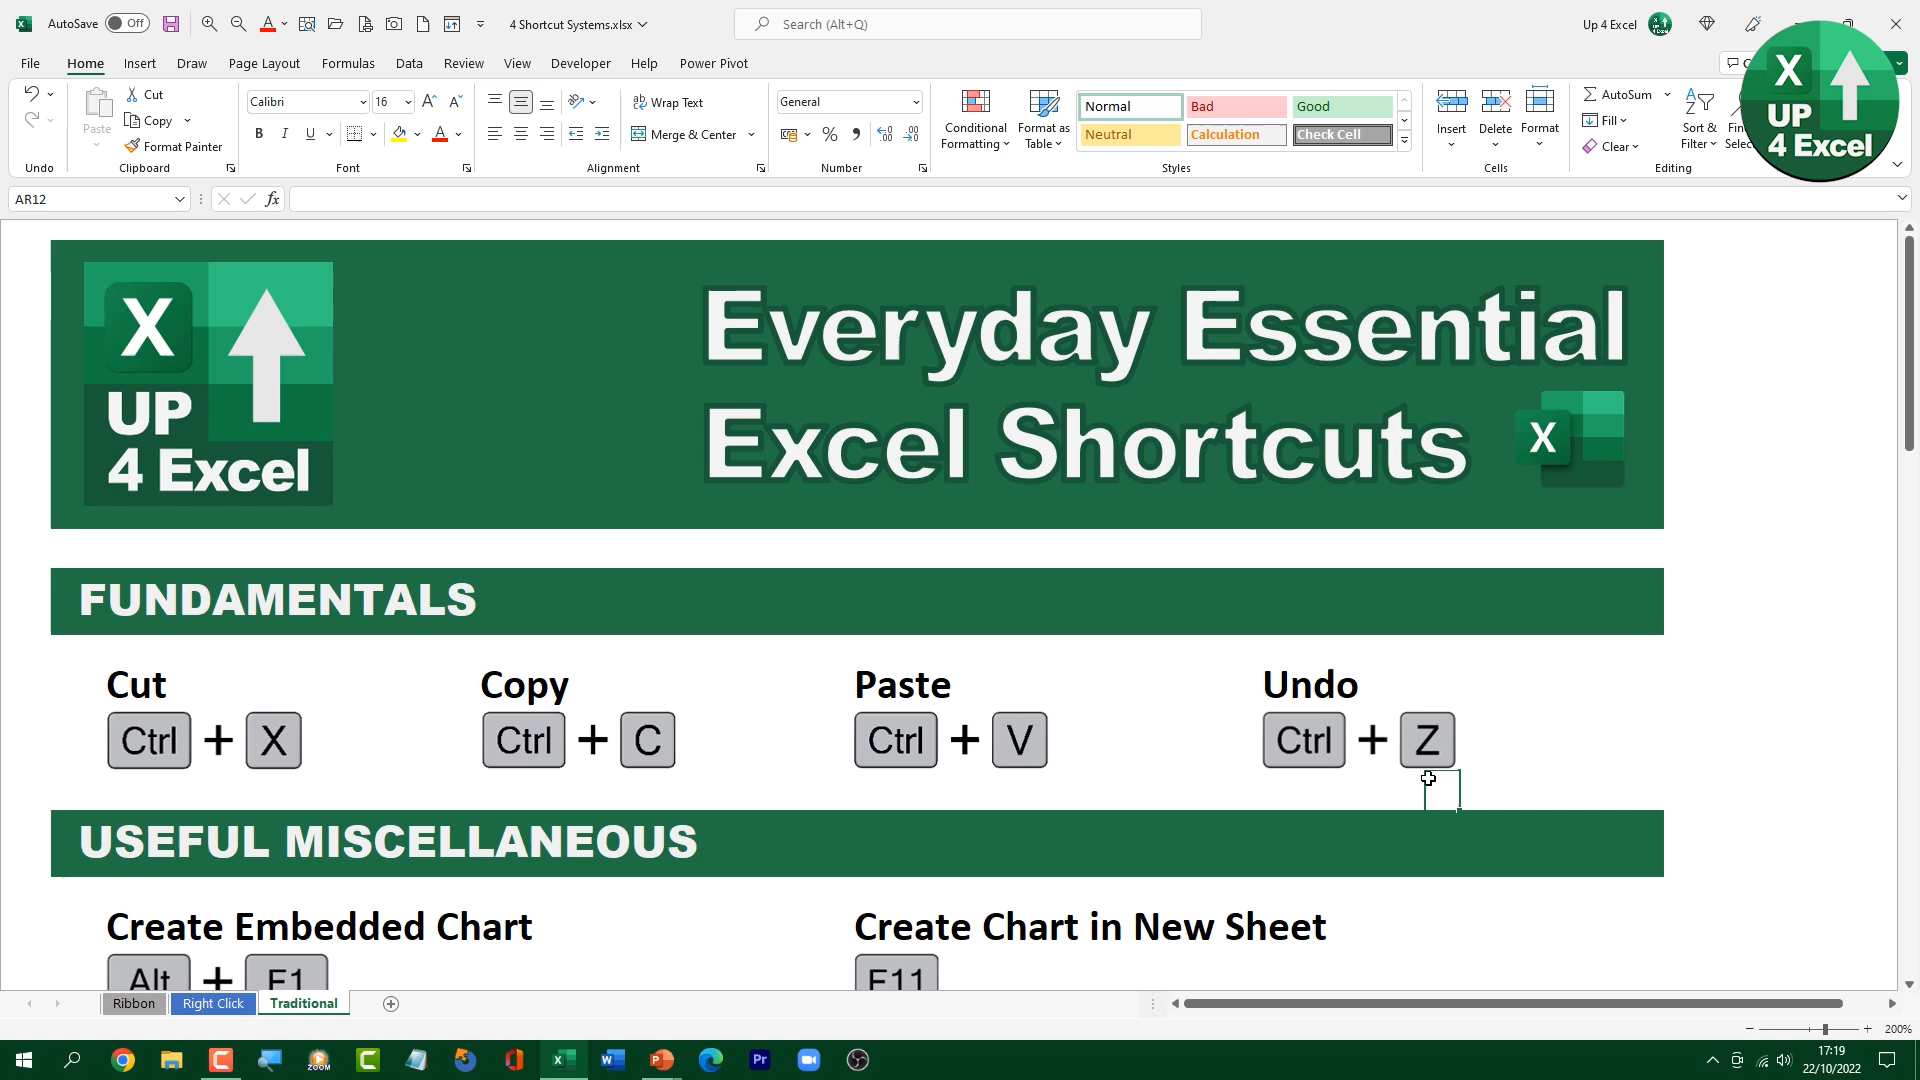 AutoSave Off
4 Shortcut Systems.xlsx
Search (Alt+Q)
Up 4 Excel
File Home Insert Draw Page Layout Formulas Data Review View Developer Help Power Pivot
Paste
Cut
Copy
Format Painter
Calibri 16
B I U
Wrap Text
Merge & Center
General
Conditional Formatting
Format as Table
Normal Bad Good
Neutral Calculation Check Cell
Insert Delete Format
AutoSum
Fill
Clear
Sort & Filter
Undo Clipboard Font Alignment Number Styles Cells Editing
X
UP
4 Excel
AR12
fx
X
UP
4 Excel
Everyday Essential
Excel Shortcuts
X
FUNDAMENTALS
Cut Copy Paste Undo
Ctrl + X Ctrl + C Ctrl + V Ctrl + Z
USEFUL MISCELLANEOUS
Create Embedded Chart Create Chart in New Sheet
Alt + F1 F11
Ribbon Right Click Traditional
200%
ZOOM
17:19
22/10/2022